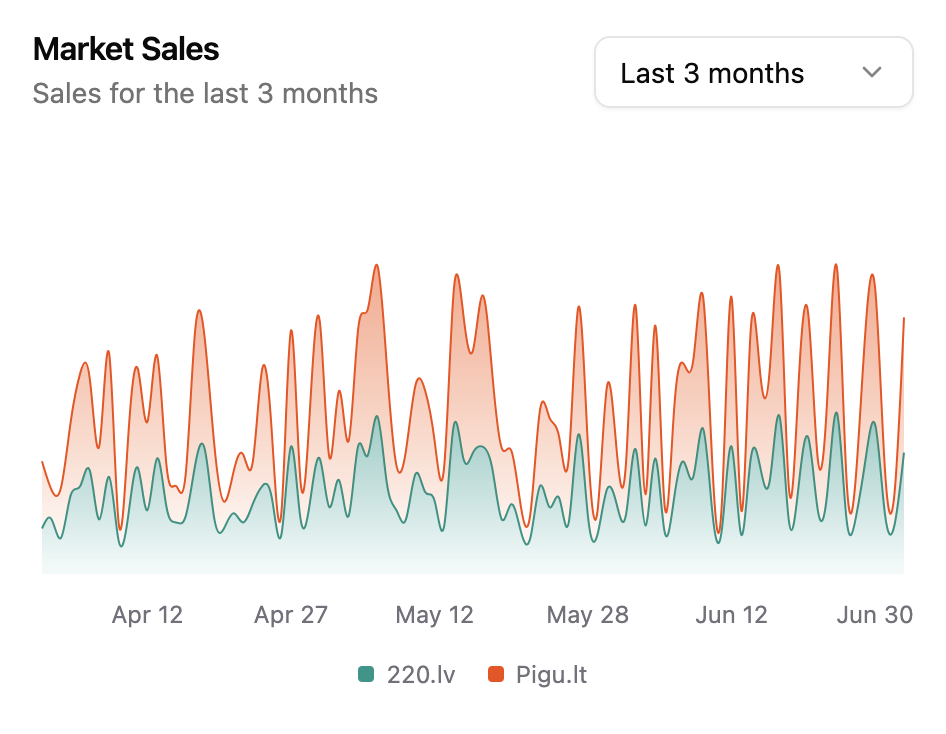 Market Sales
Sales for the last 3 months
Last 3 months
Apr 12
Apr 27
May 12
May 28
Jun 12
Jun 30
220.lv
Pigu.lt